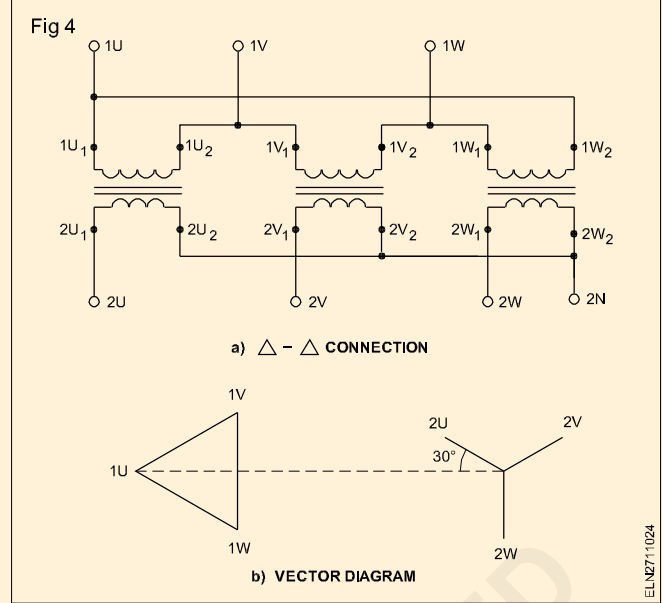 Fig 4
1U 1V 1W
1U1 1U2 1V1 1V2 1W1 1W2
2U1 2U2 2V1 2V2 2W1 2W2
2U 2V 2W 2N
a) △ – △ CONNECTION
1V
2U 2V
30°
1U
1W
2W
b) VECTOR DIAGRAM
ELN2711024